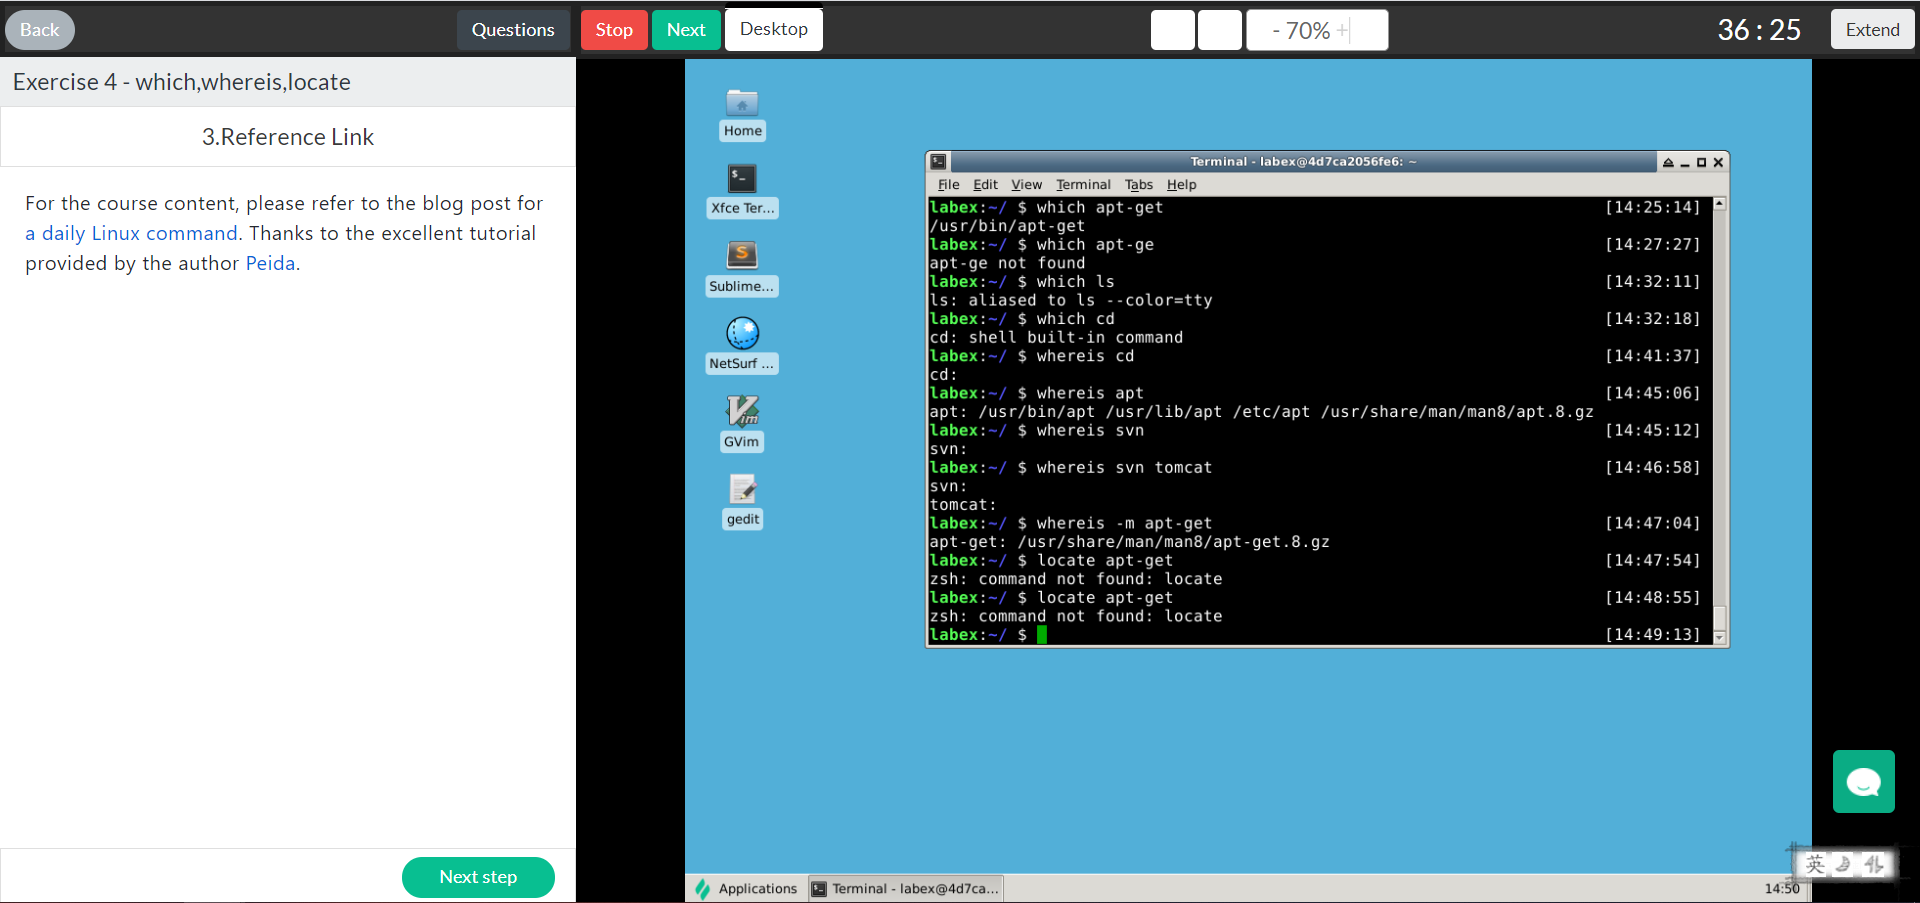 Back
Questions
Stop
Next
Desktop
- 70% +
36 : 25
Extend
Exercise 4 - which,whereis,locate
3.Reference Link
For the course content, please refer to the blog post for
a daily Linux command. Thanks to the excellent tutorial
provided by the author Peida.
Next step
Home
Xfce Ter...
Sublime...
NetSurf ...
GVim
gedit
Terminal - labex@4d7ca2056fe6: ~
File Edit View Terminal Tabs Help
labex:~/ $ which apt-get [14:25:14]
/usr/bin/apt-get
labex:~/ $ which apt-ge [14:27:27]
apt-ge not found
labex:~/ $ which ls [14:32:11]
ls: aliased to ls --color=tty
labex:~/ $ which cd [14:32:18]
cd: shell built-in command
labex:~/ $ whereis cd [14:41:37]
cd:
labex:~/ $ whereis apt [14:45:06]
apt: /usr/bin/apt /usr/lib/apt /etc/apt /usr/share/man/man8/apt.8.gz
labex:~/ $ whereis svn [14:45:12]
svn:
labex:~/ $ whereis svn tomcat [14:46:58]
svn:
tomcat:
labex:~/ $ whereis -m apt-get [14:47:04]
apt-get: /usr/share/man/man8/apt-get.8.gz
labex:~/ $ locate apt-get [14:47:54]
zsh: command not found: locate
labex:~/ $ locate apt-get [14:48:55]
zsh: command not found: locate
labex:~/ $ [14:49:13]
Applications
Terminal - labex@4d7ca...
14:50
英